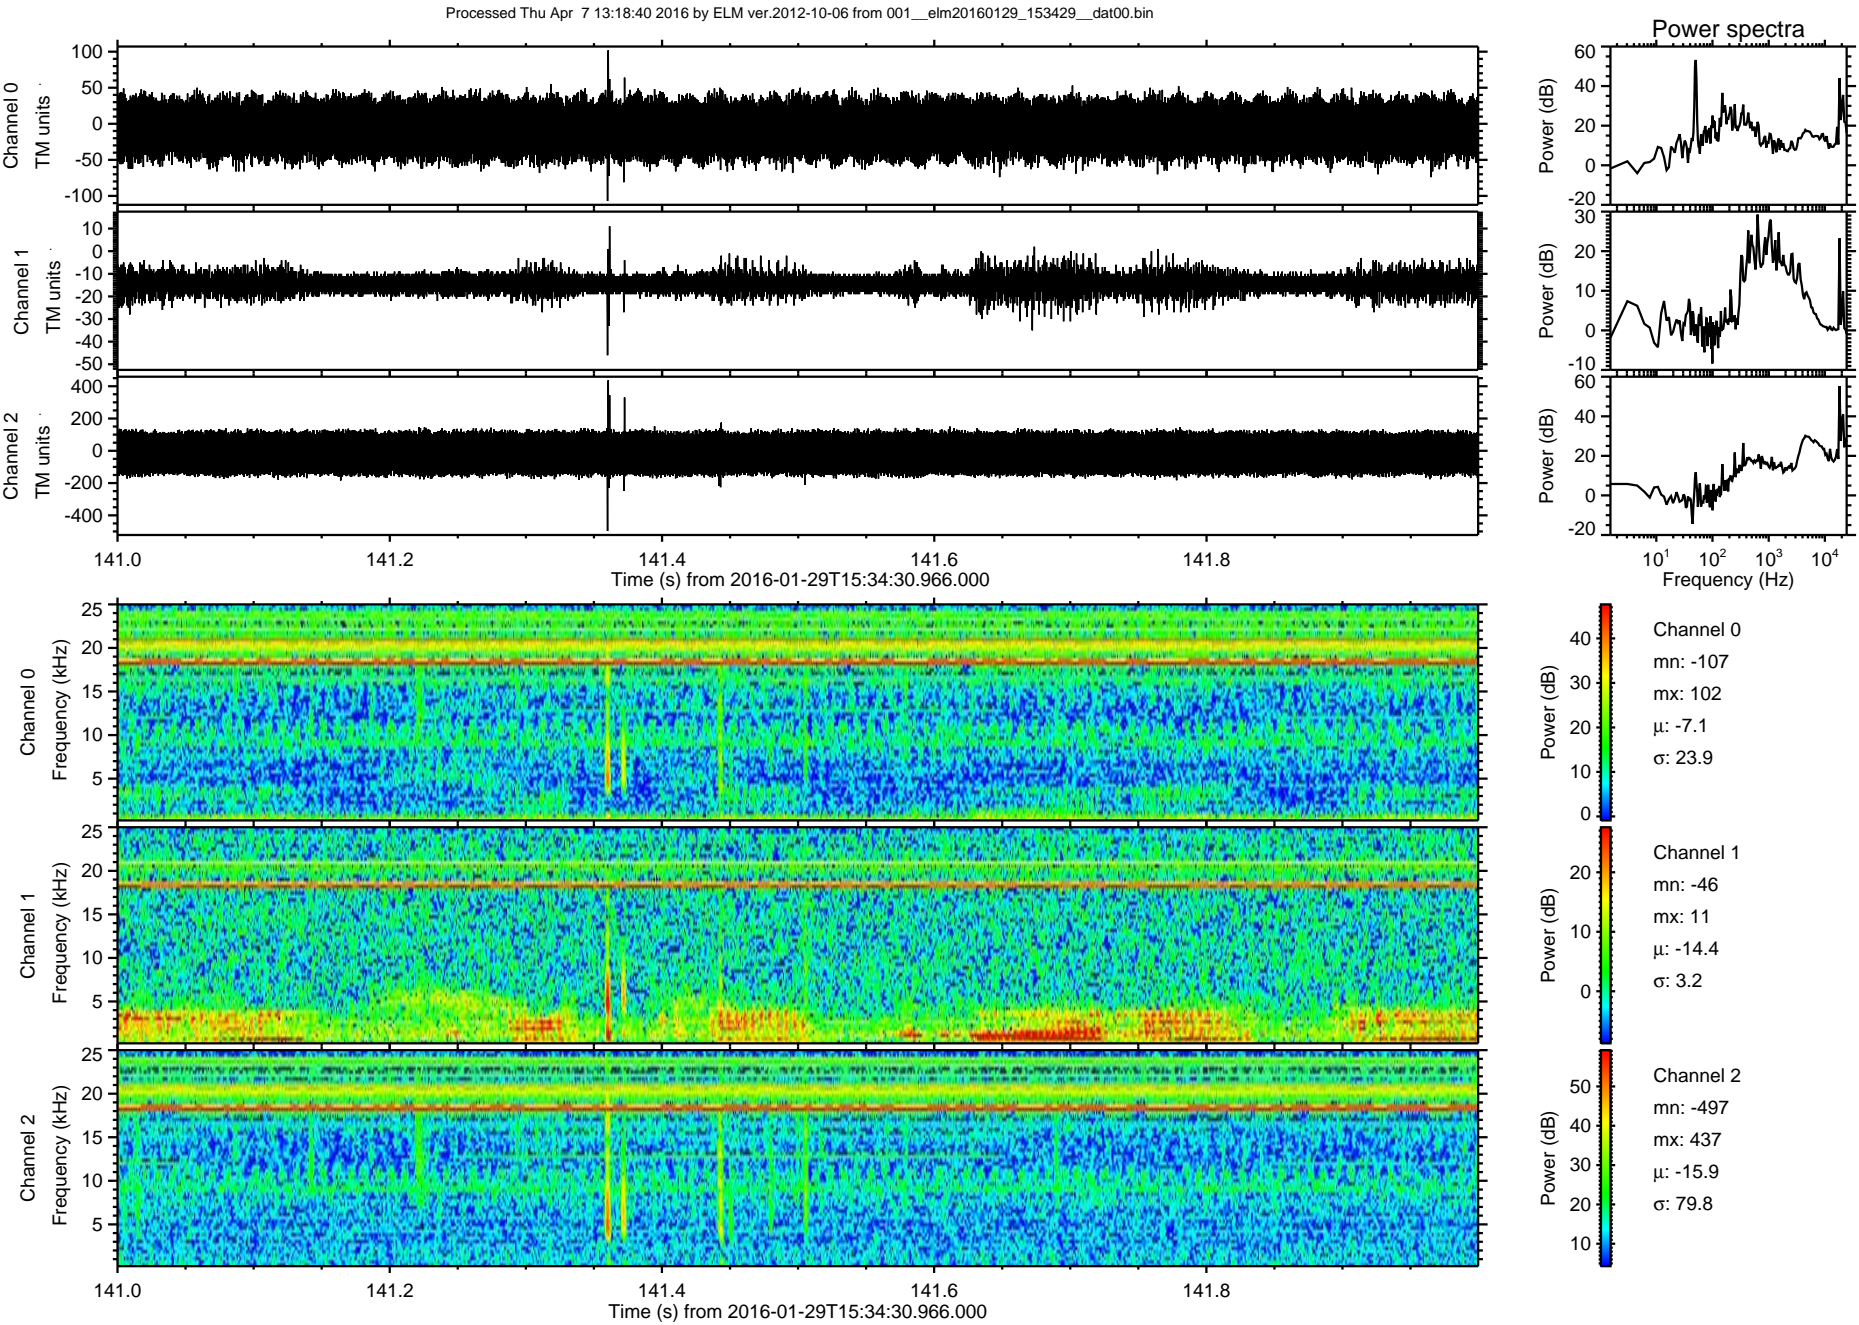 Processed Thu Apr  7 13:18:40 2016 by ELM ver.2012-10-06 from 001__elm20160129_153429__dat00.bin
Power spectra
Channel 0
TM units
100
50
0
-50
-100
Power (dB)
60
40
20
0
-20
Channel 1
TM units
10
0
-10
-20
-30
-40
-50
Power (dB)
30
20
10
0
-10
Channel 2
TM units
400
200
0
-200
-400
Power (dB)
60
40
20
0
-20
141.0 141.2 141.4 141.6 141.8
Time (s) from 2016-01-29T15:34:30.966.000
10¹ 10² 10³ 10⁴
Frequency (Hz)
Channel 0
Frequency (kHz)
25
20
15
10
5
Power (dB)
40
30
20
10
0
Channel 0
mn: -107
mx: 102
µ: -7.1
σ: 23.9
Channel 1
Frequency (kHz)
25
20
15
10
5
Power (dB)
20
10
0
Channel 1
mn: -46
mx: 11
µ: -14.4
σ: 3.2
Channel 2
Frequency (kHz)
25
20
15
10
5
Power (dB)
50
40
30
20
10
Channel 2
mn: -497
mx: 437
µ: -15.9
σ: 79.8
141.0 141.2 141.4 141.6 141.8
Time (s) from 2016-01-29T15:34:30.966.000